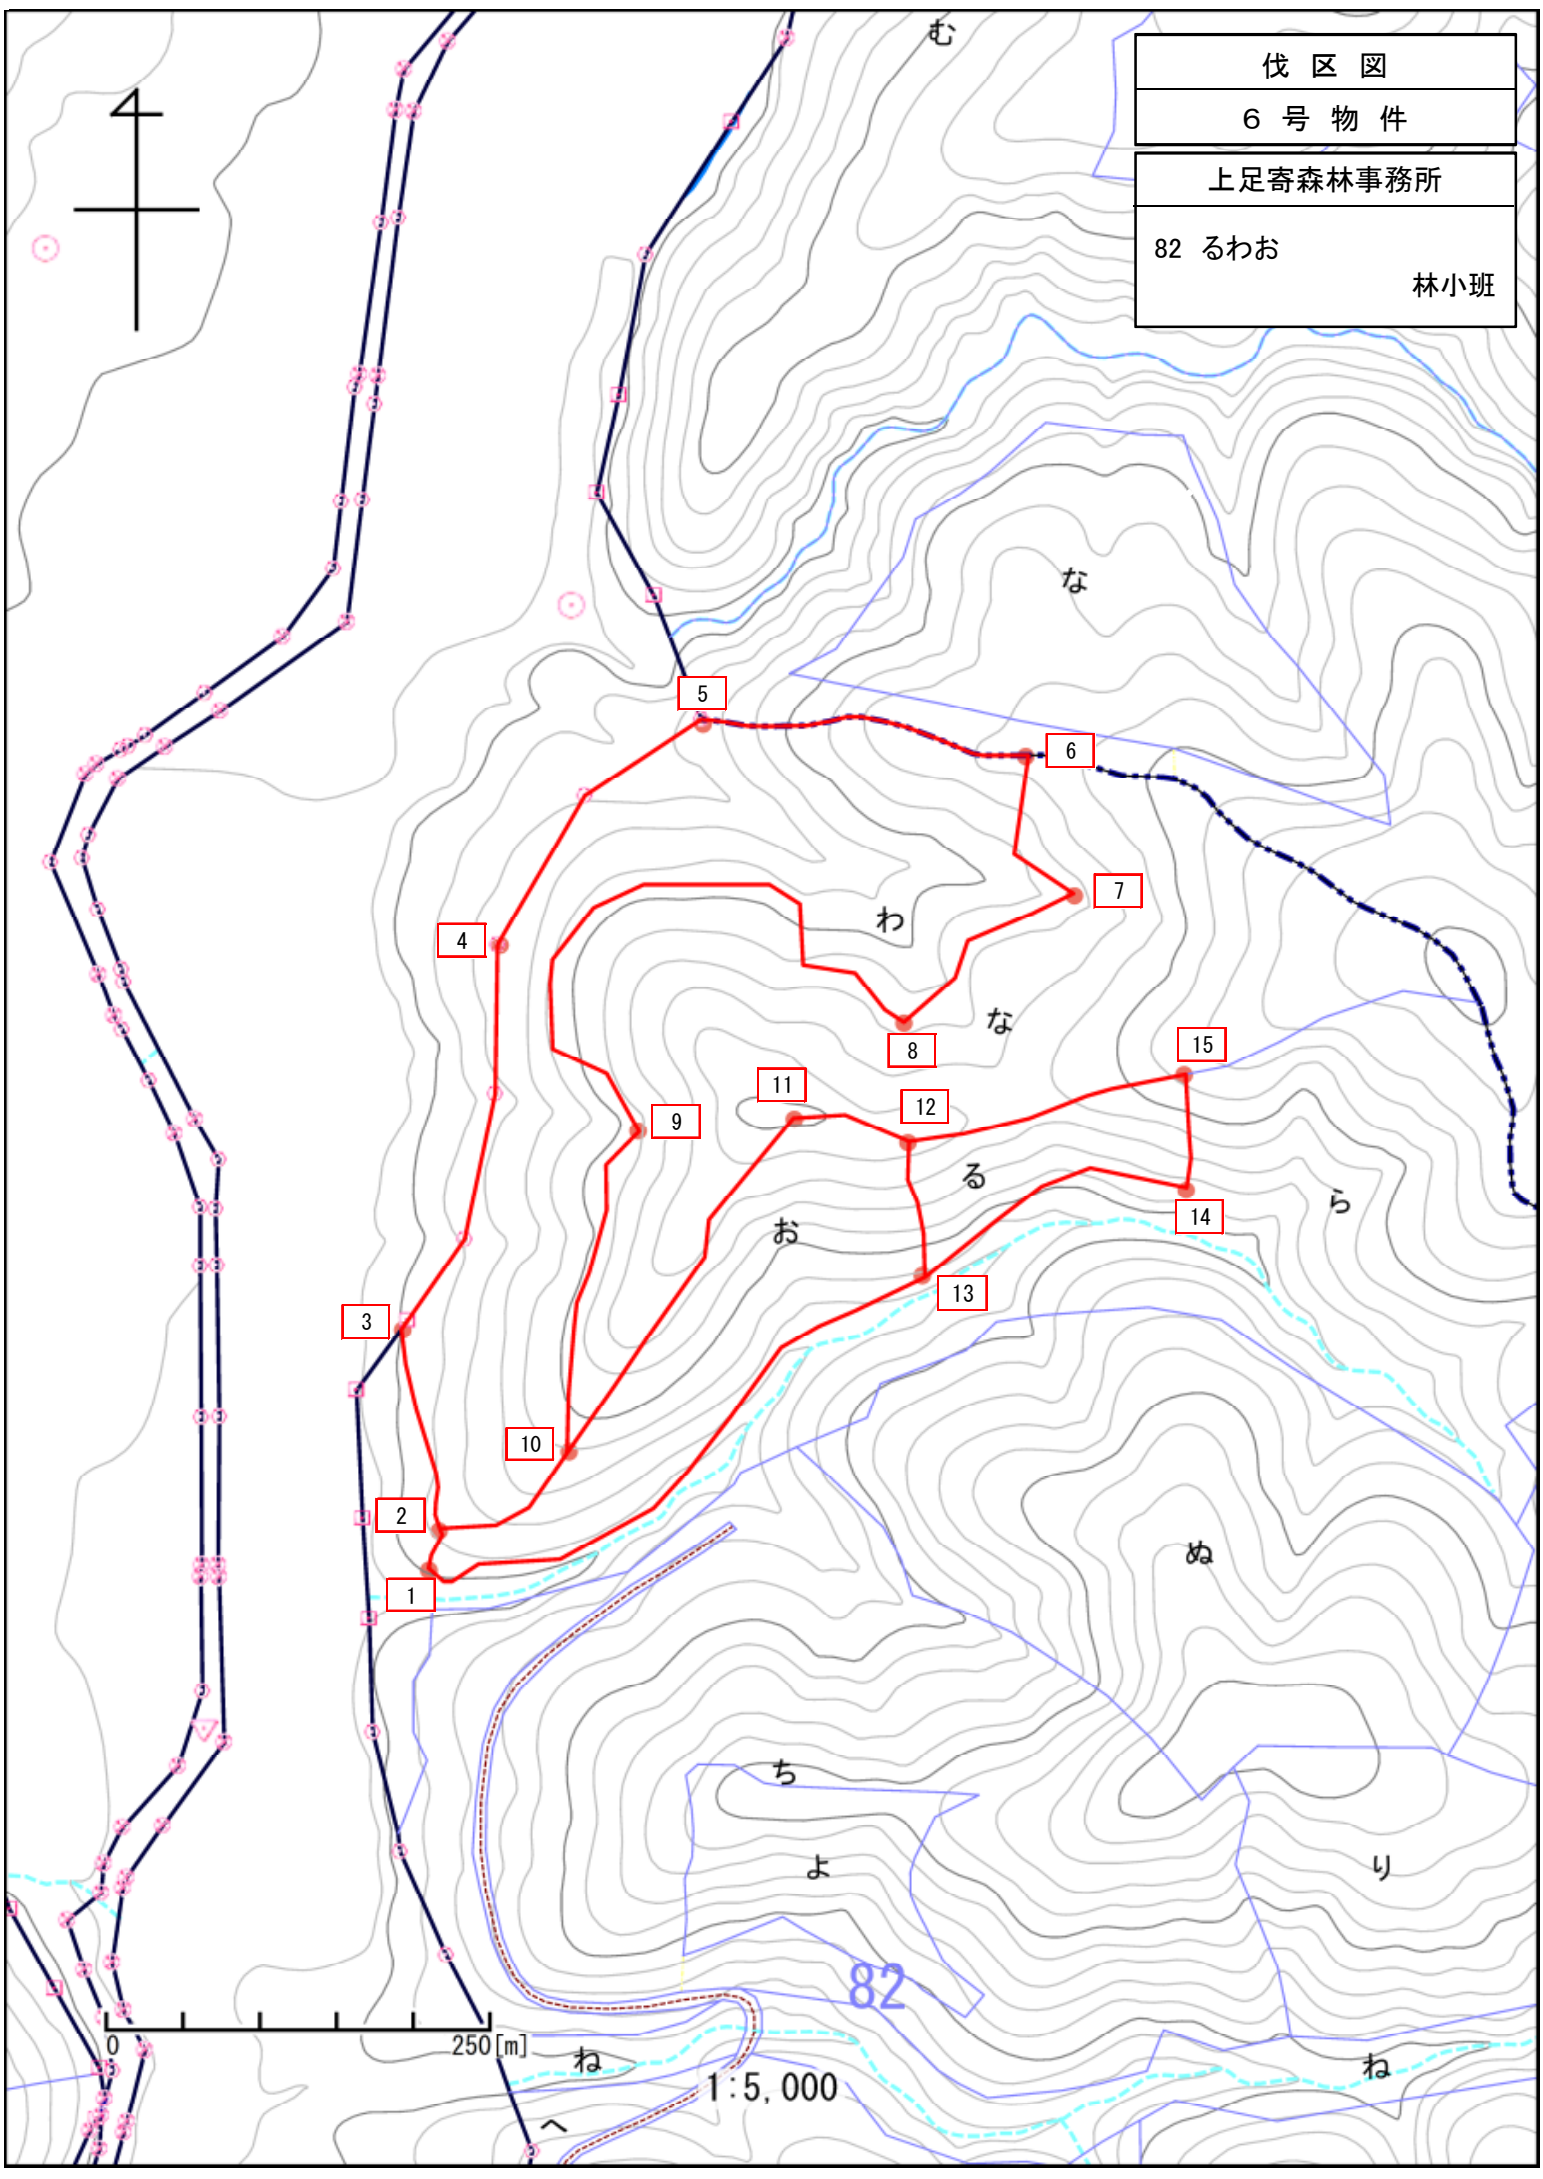 む
伐 区 図
６ 号 物 件
上足寄森林事務所
82 るわお
林小班
な
5
6
7
4
わ
な
8
15
11
12
9
る
ら
14
お
13
3
10
2
ぬ
1
ち
よ
り
82
0
250[m]
ね
ね
1:5,000
へ